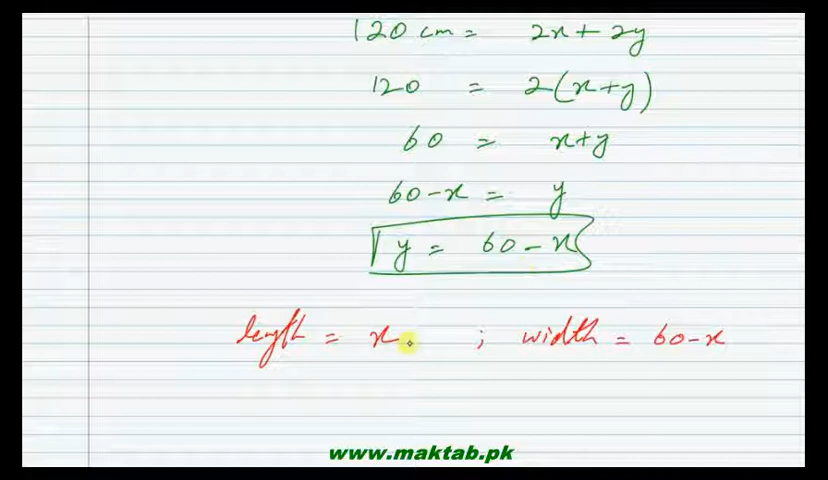 120 cm = 2x + 2y
120 = 2(x+y)
60 = x+y
60-x = y
y = 60-x
length = x ; width = 60-x
www.maktab.pk